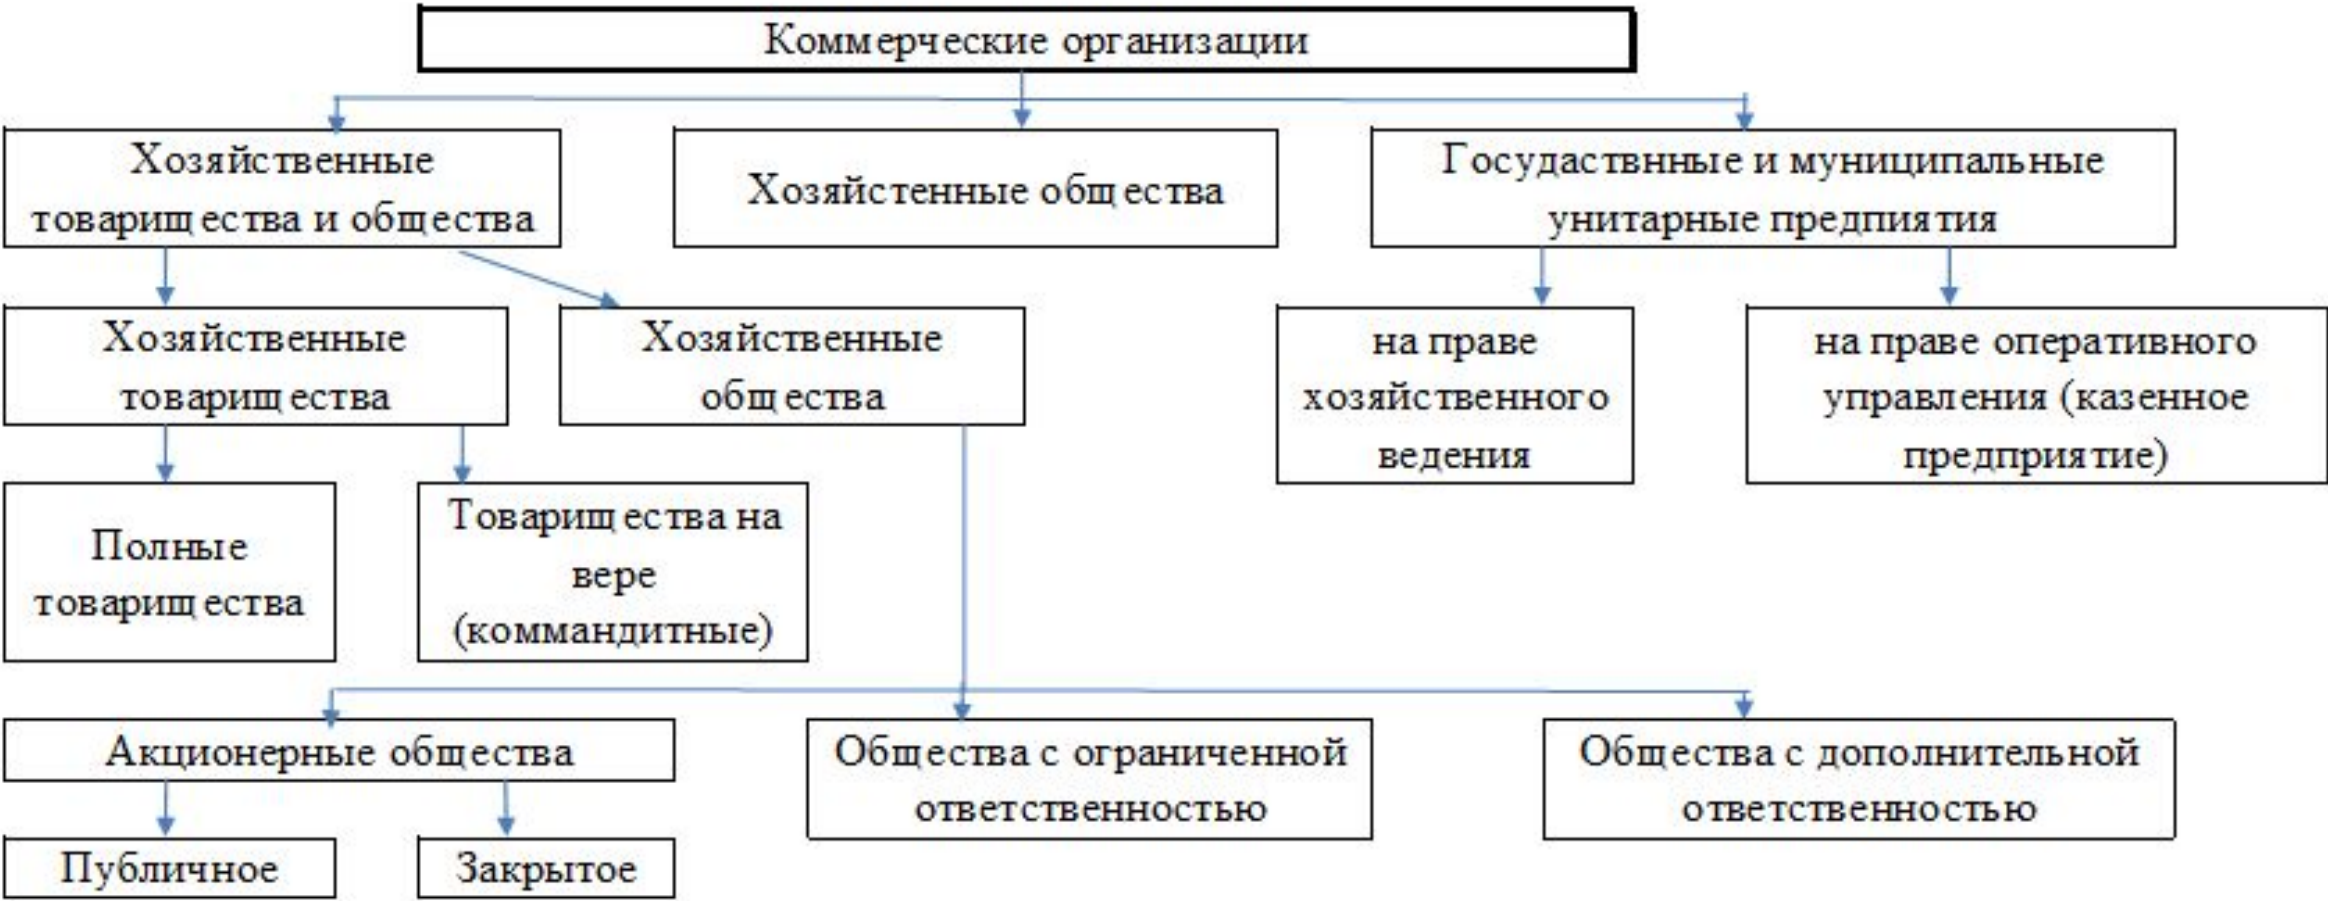 Коммерческие организации
Хозяйственные
товарищества и общества
Хозяйстенные общества
Госудаствнные и муниципальные
унитарные предпиятия
Хозяйственные
товарищества
Хозяйственные
общества
на праве
хозяйственного
ведения
на праве оперативного
управления (казенное
предприятие)
Полные
товарищества
Товарищества на
вере
(коммандитные)
Акционерные общества
Общества с ограниченной
ответственностью
Общества с дополнительной
ответственностью
Публичное
Закрытое